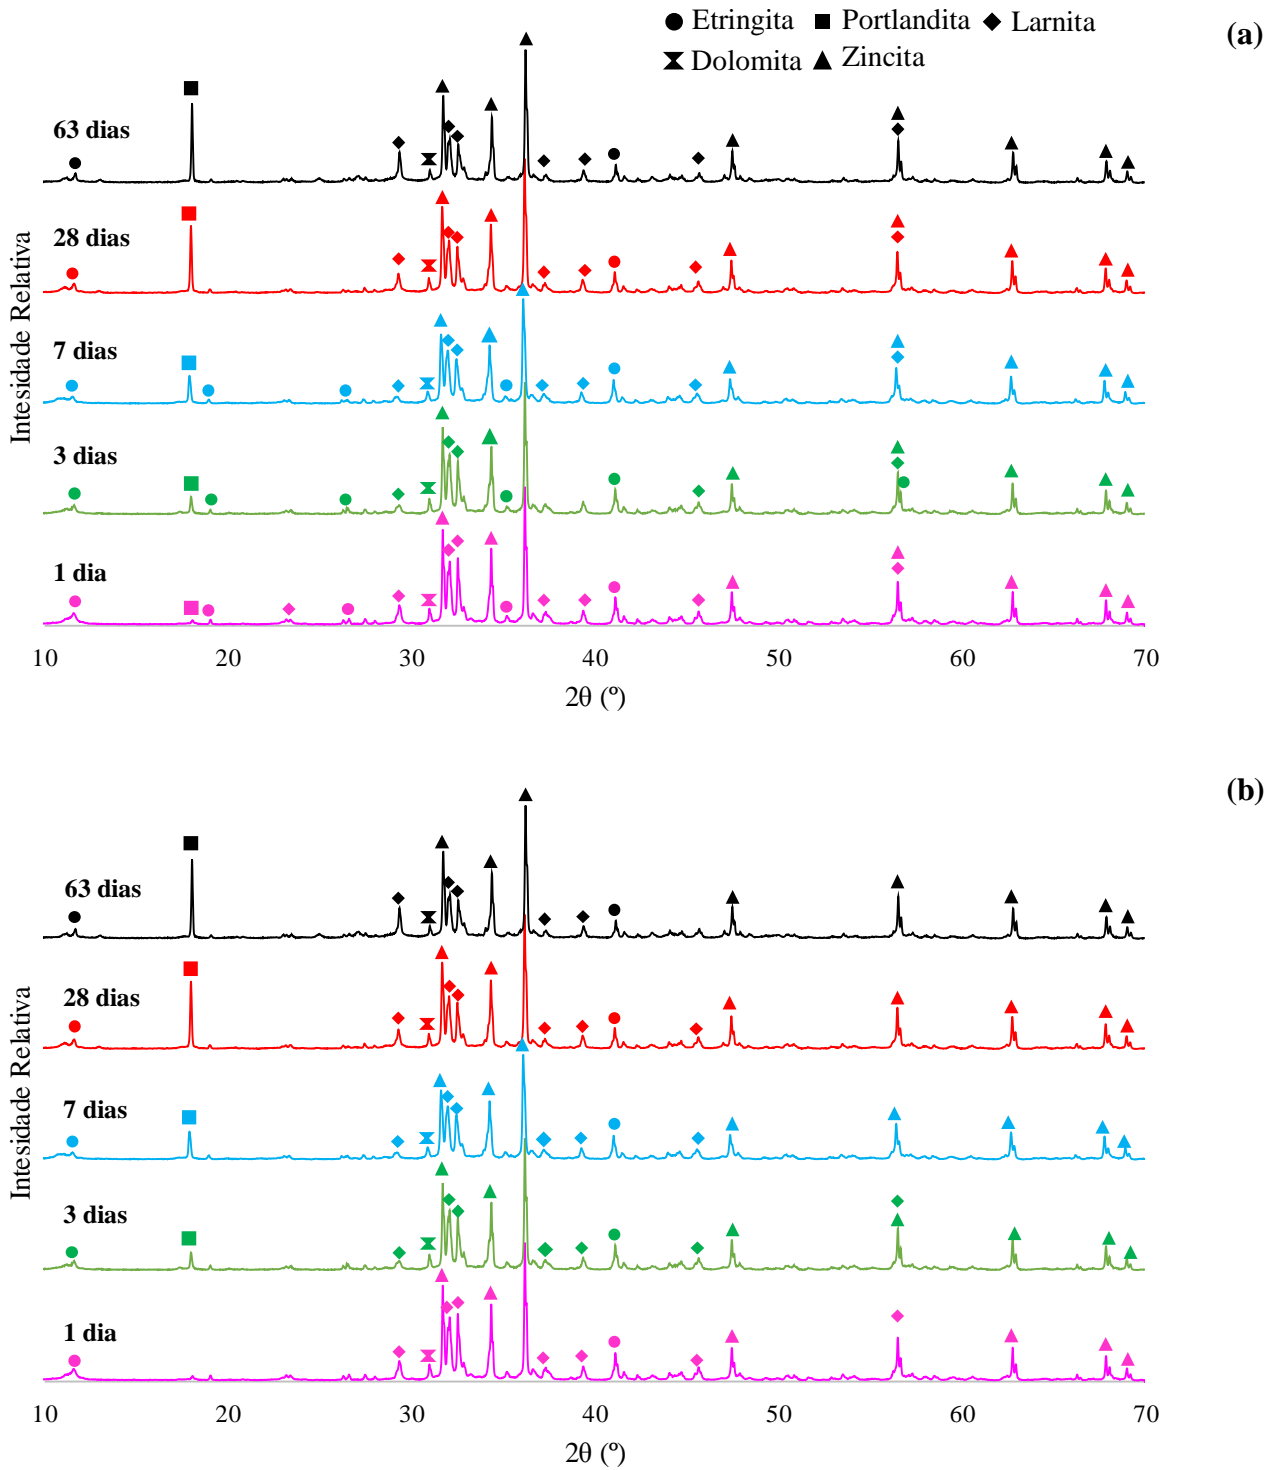 Etringita Portlandita Larnita
(a)
Dolomita Zincita
63 dias
28 dias
7 dias
3 dias
1 dia
Intesidade Relativa
10 20 30 40 50 60 70
2θ (º)
(b)
63 dias
28 dias
7 dias
3 dias
1 dia
Intesidade Relativa
10 20 30 40 50 60 70
2θ (º)